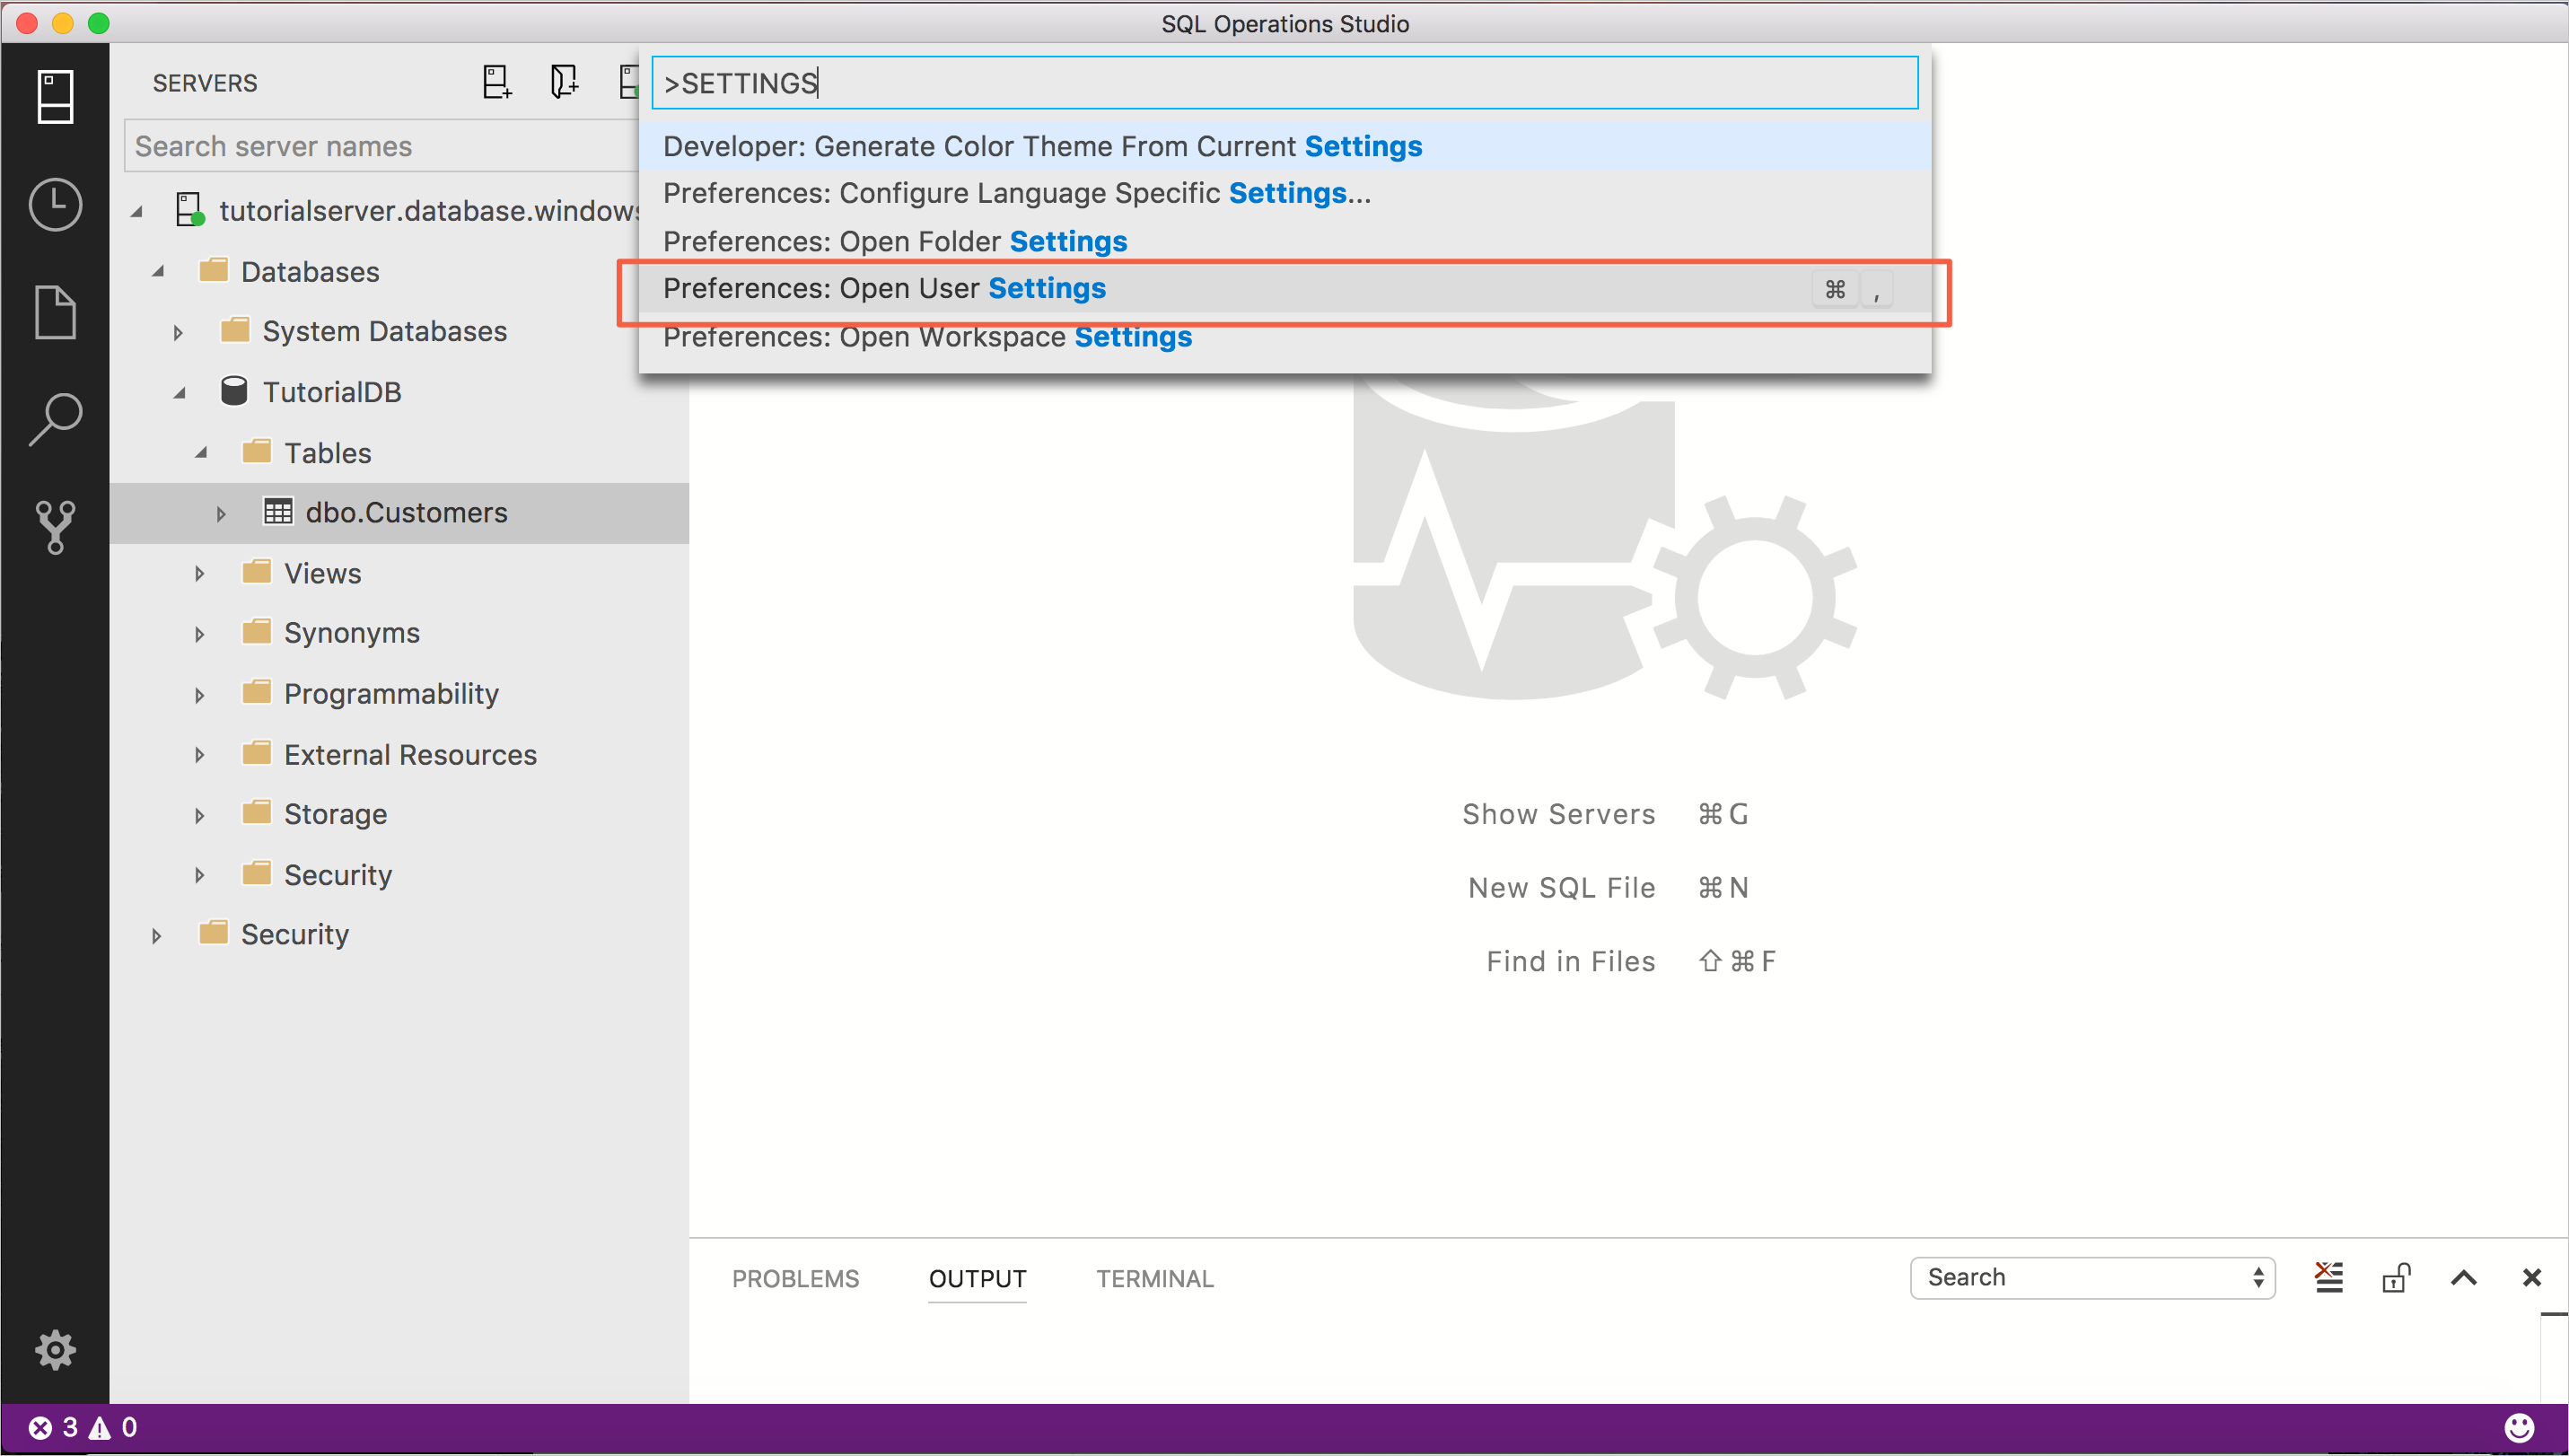 SQL Operations Studio
SERVERS
Search server names
tutorialserver.database.windows
Databases
System Databases
TutorialDB
Tables
dbo.Customers
Views
Synonyms
Programmability
External Resources
Storage
Security
Security
>SETTINGS
Developer: Generate Color Theme From Current Settings
Preferences: Configure Language Specific Settings...
Preferences: Open Folder Settings
Preferences: Open User Settings ⌘ ,
Preferences: Open Workspace Settings
Show Servers ⌘ G
New SQL File ⌘ N
Find in Files ⇧ ⌘ F
PROBLEMS OUTPUT TERMINAL Search
3 0